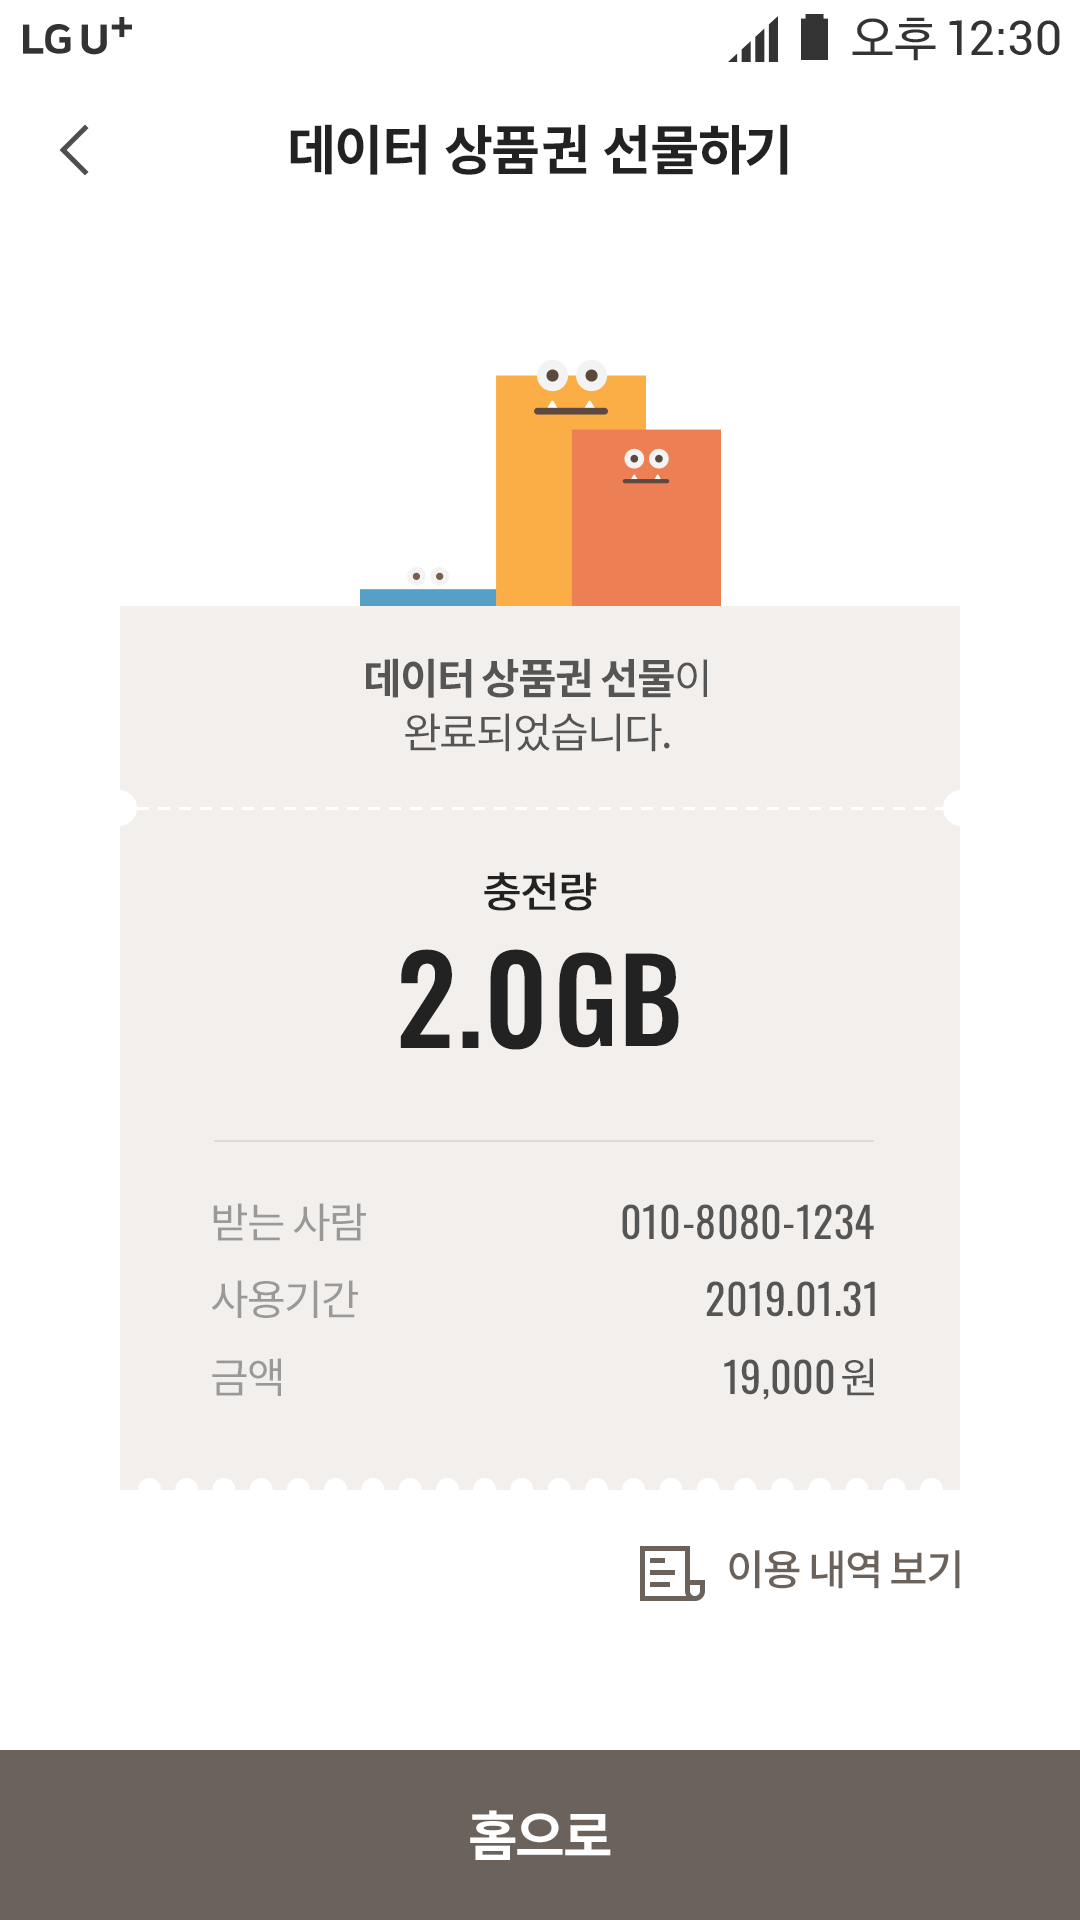 LG U+ 오후 12:30
데이터 상품권 선물하기
데이터 상품권 선물이
완료되었습니다.
충전량
2.0GB
받는 사람 010-8080-1234
사용기간 2019.01.31
금액 19,000원
이용 내역 보기
홈으로